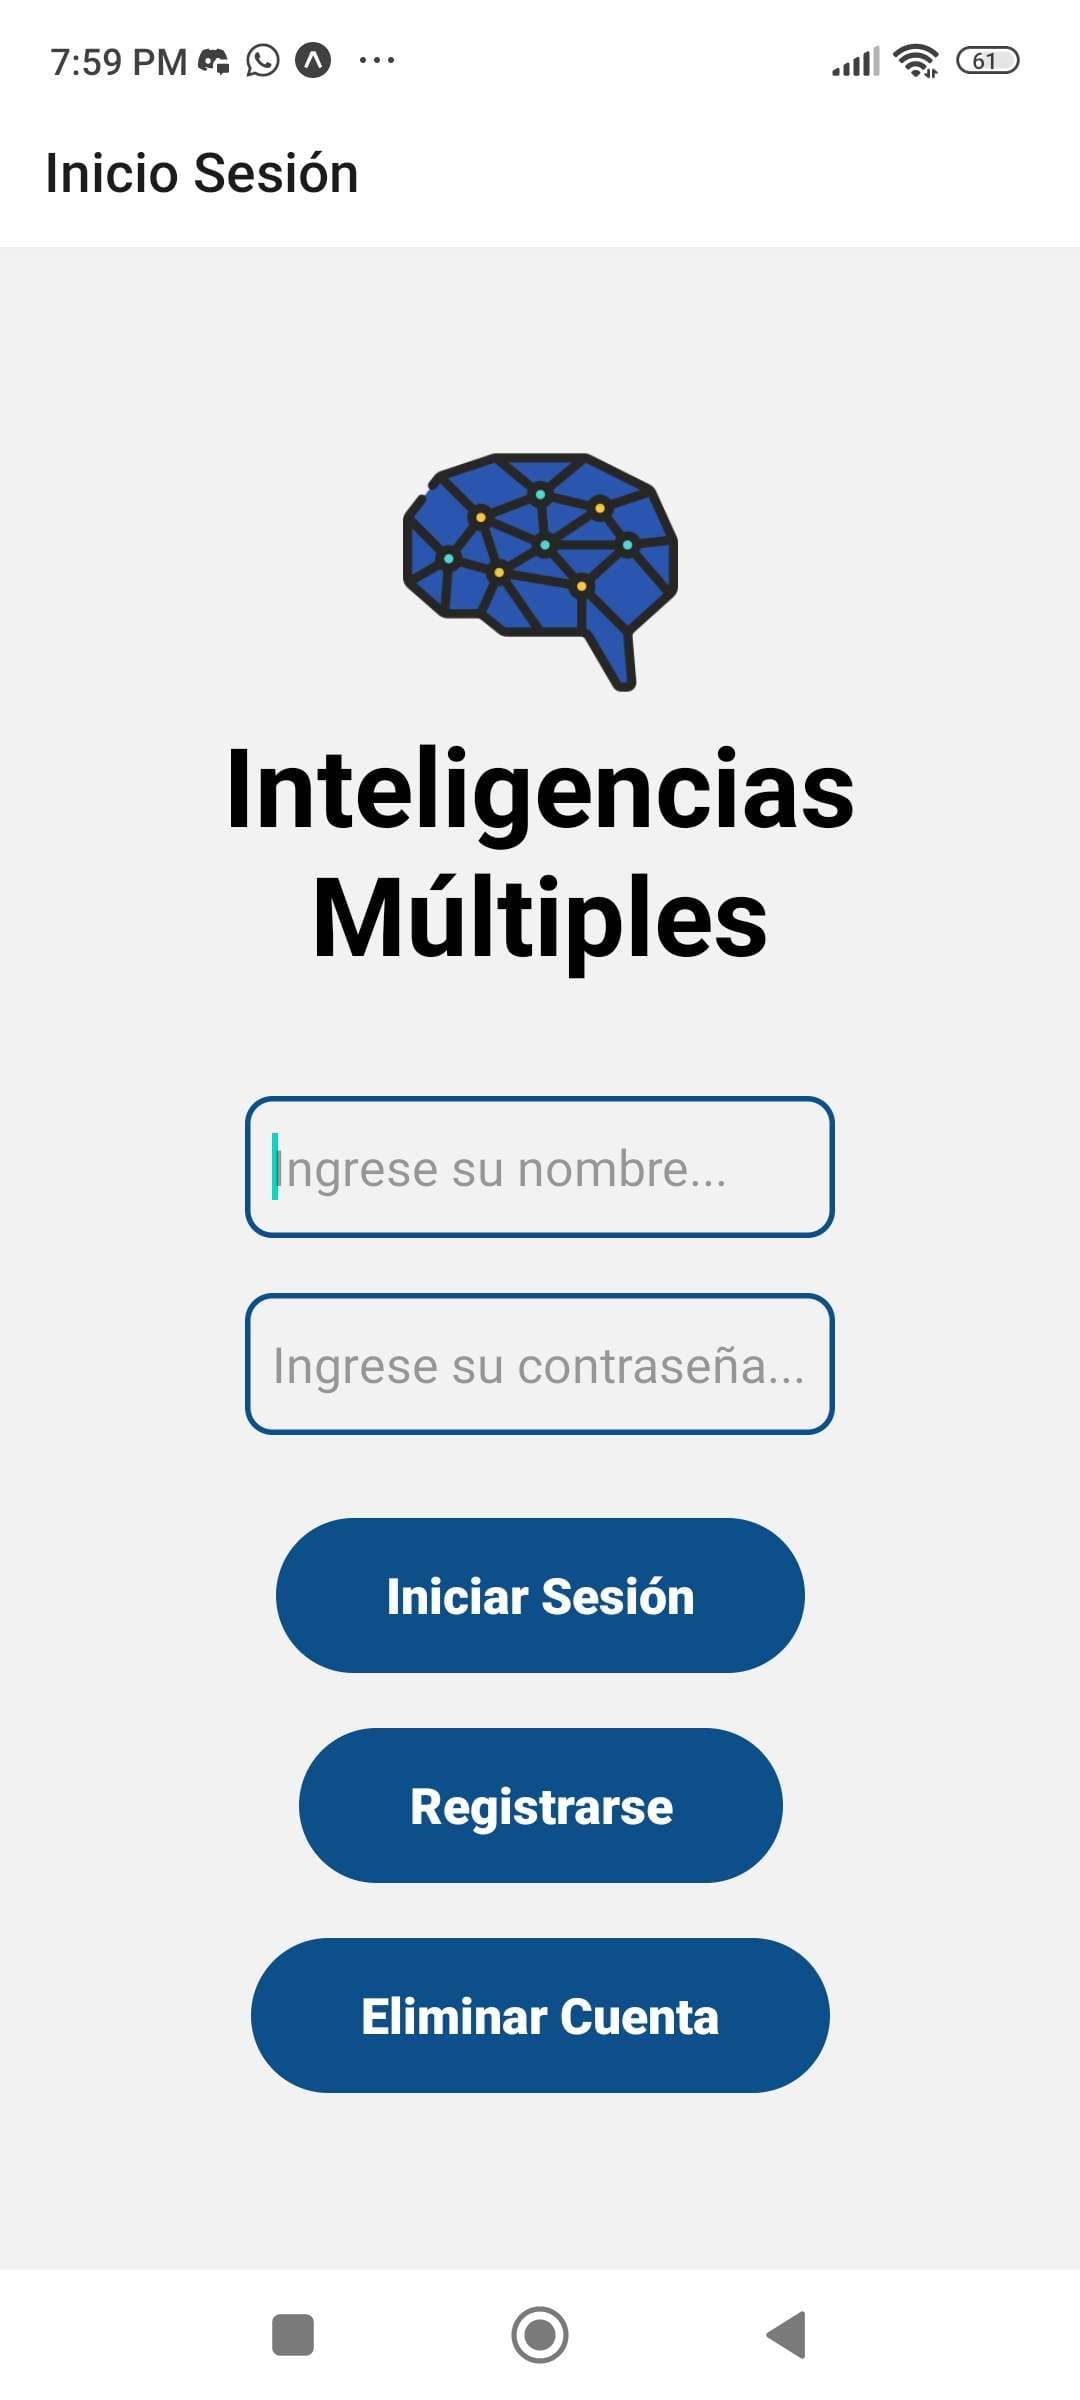 7:59 PM
61
Inicio Sesión
Inteligencias
Múltiples
Ingrese su nombre...
Ingrese su contraseña...
Iniciar Sesión
Registrarse
Eliminar Cuenta